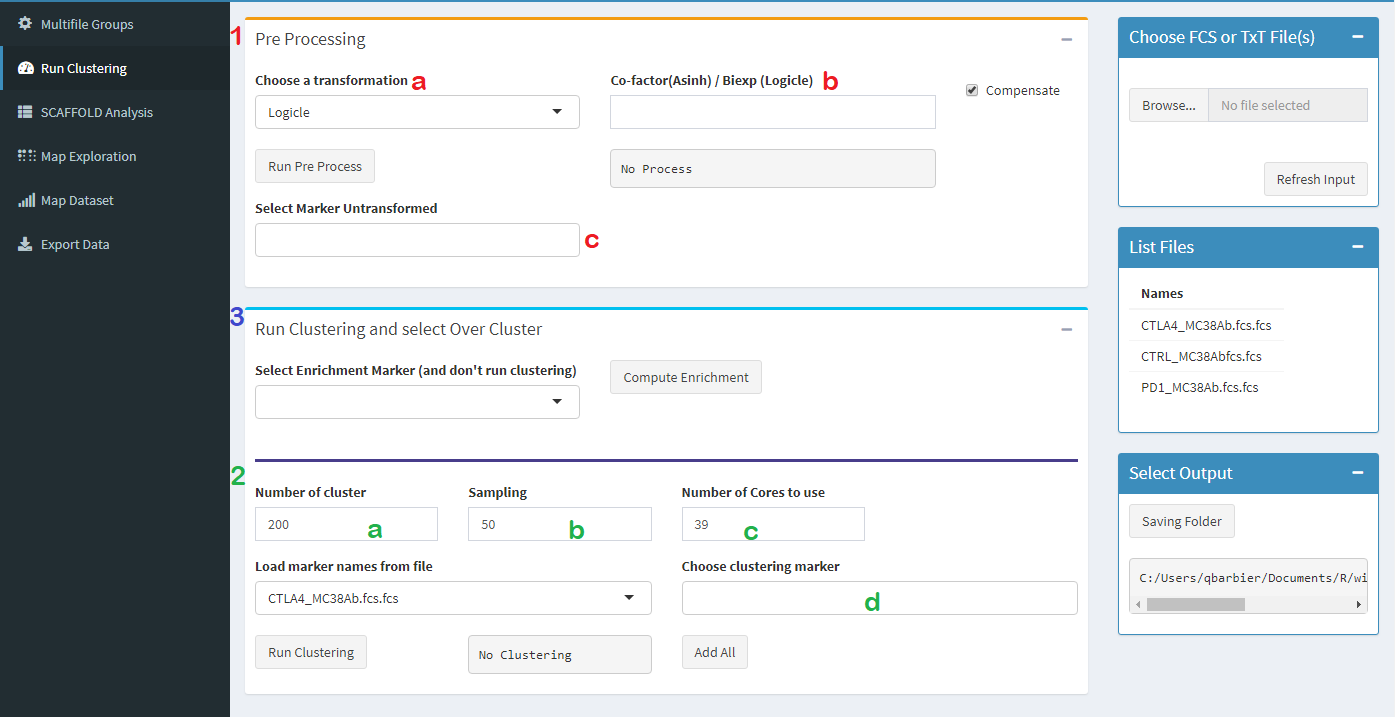 Multifile Groups
Run Clustering
SCAFFOLD Analysis
Map Exploration
Map Dataset
Export Data
1
Pre Processing
Choose a transformation a
Co-factor(Asinh) / Biexp (Logicle) b
Compensate
Logicle
Run Pre Process
No Process
Select Marker Untransformed
c
3
Run Clustering and select Over Cluster
Select Enrichment Marker (and don't run clustering)
Compute Enrichment
2
Number of cluster
Sampling
Number of Cores to use
200 a
50 b
39 c
Load marker names from file
Choose clustering marker
CTLA4_MC38Ab.fcs.fcs
d
Run Clustering
No Clustering
Add All
Choose FCS or TxT File(s)
Browse... No file selected
Refresh Input
List Files
Names
CTLA4_MC38Ab.fcs.fcs
CTRL_MC38Abfcs.fcs
PD1_MC38Ab.fcs.fcs
Select Output
Saving Folder
C:/Users/qbarbier/Documents/R/wi